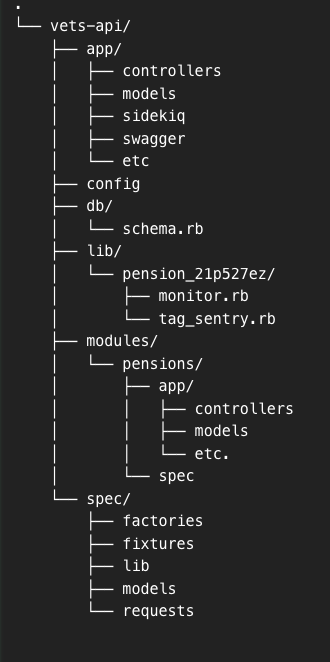 .
└── vets-api/
    ├── app/
    │   ├── controllers
    │   ├── models
    │   ├── sidekiq
    │   ├── swagger
    │   └── etc
    ├── config
    ├── db/
    │   └── schema.rb
    ├── lib/
    │   └── pension_21p527ez/
    │       ├── monitor.rb
    │       └── tag_sentry.rb
    ├── modules/
    │   └── pensions/
    │       ├── app/
    │       │   ├── controllers
    │       │   ├── models
    │       │   └── etc.
    │       └── spec
    └── spec/
        ├── factories
        ├── fixtures
        ├── lib
        ├── models
        └── requests